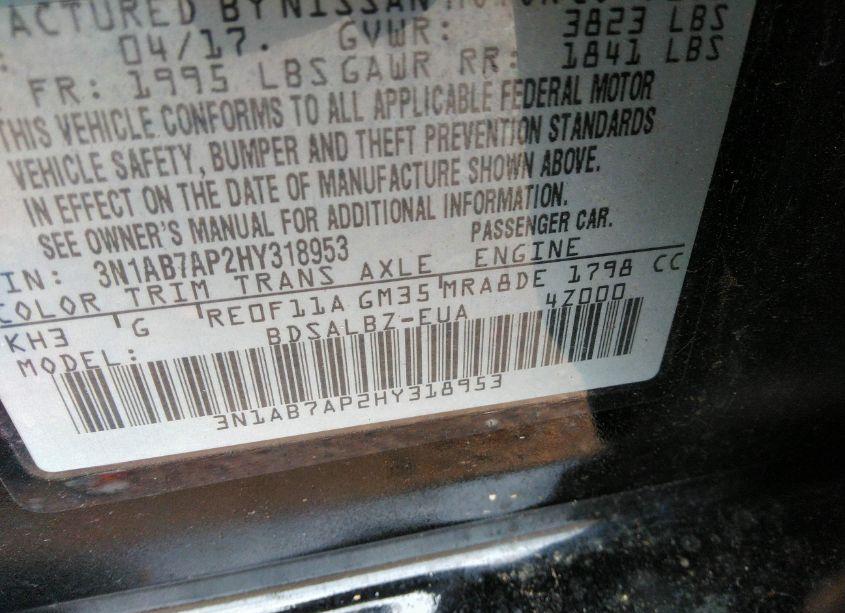 ACTURED BY NISSAN
04/17. GVWR: 3823 LBS
FR: 1995 LBS GAWR RR: 1841 LBS
THIS VEHICLE CONFORMS TO ALL APPLICABLE FEDERAL MOTOR
VEHICLE SAFETY, BUMPER AND THEFT PREVENTION STANDARDS
IN EFFECT ON THE DATE OF MANUFACTURE SHOWN ABOVE.
SEE OWNER'S MANUAL FOR ADDITIONAL INFORMATION.
IN: 3N1AB7AP2HY318953 PASSENGER CAR.
COLOR TRIM TRANS AXLE ENGINE
KH3 G RE0F11A GM35 MRA8DE 1798 CC
MODEL: BDSALBZ-EUA 4Z000
3N1AB7AP2HY318953